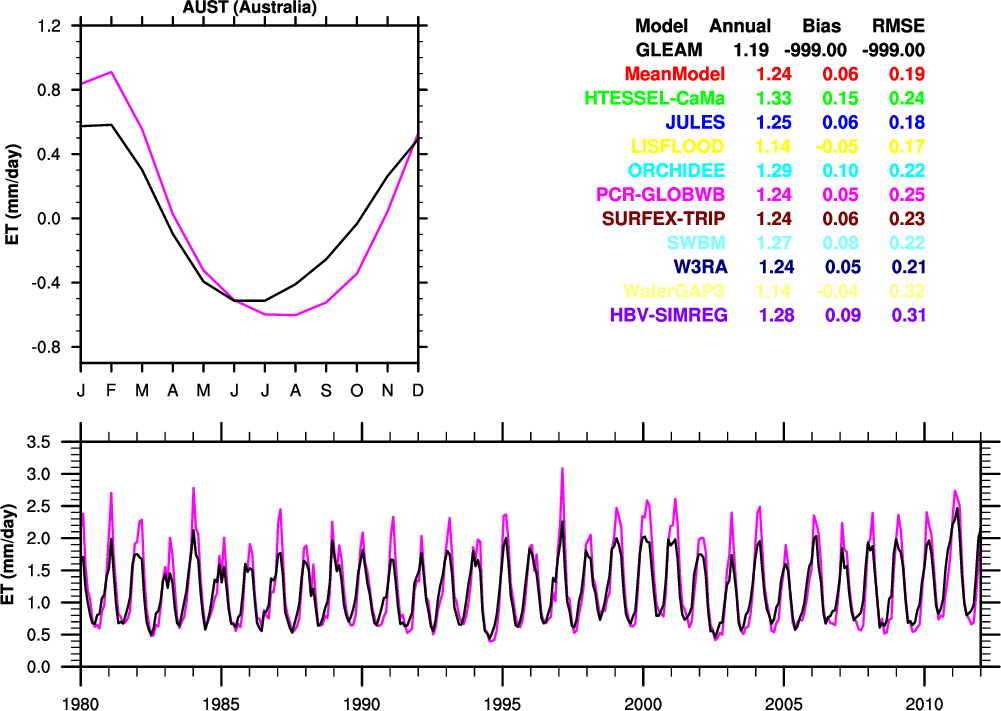 AUST (Australia)
1.2
0.8
0.4
0.0
-0.4
-0.8
ET (mm/day)
J F M A M J J A S O N D
Model Annual Bias RMSE
GLEAM 1.19 -999.00 -999.00
MeanModel 1.24 0.06 0.19
HTESSEL-CaMa 1.33 0.15 0.24
JULES 1.25 0.06 0.18
LISFLOOD 1.14 -0.05 0.17
ORCHIDEE 1.29 0.10 0.22
PCR-GLOBWB 1.24 0.05 0.25
SURFEX-TRIP 1.24 0.06 0.23
SWBM 1.27 0.08 0.22
W3RA 1.24 0.05 0.21
WaterGAP3 1.14 -0.04 0.32
HBV-SIMREG 1.28 0.09 0.31
3.5
3.0
2.5
2.0
1.5
1.0
0.5
0.0
ET (mm/day)
1980 1985 1990 1995 2000 2005 2010